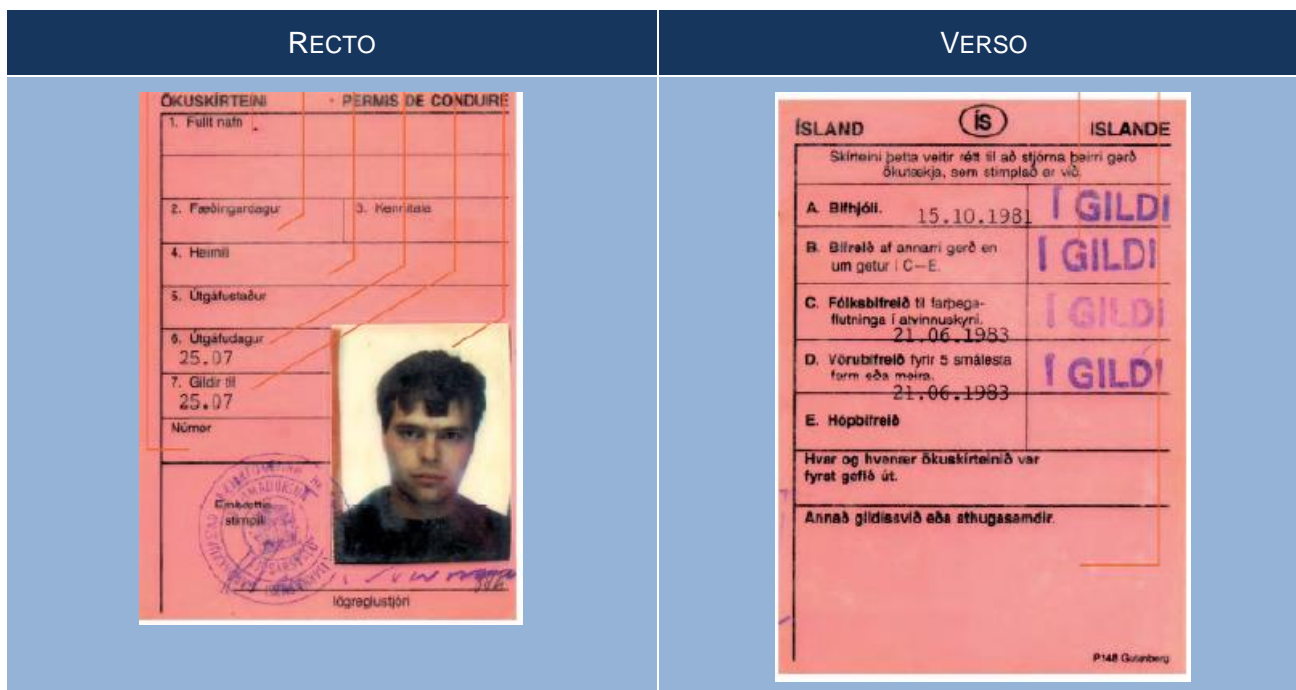 RECTO
VERSO
ÖKUSKÍRTEINI - PERMIS DE CONDUIRE
1. Fullt nafn
2. Fæðingardagur
3. Kennitala
4. Heimili
5. Útgáfustaður
6. Útgáfudagur
25.07
7. Gildir til
25.07
Númer
Embættis
stimpill
lögreglustjóri
ÍSLAND
ÍS
ISLANDE
Skírteini þetta veitir rétt til að stjórna þeirri gerð
ökutækja, sem stimplað er við.
A. Bifhjóli.
15.10.1981
Í GILDI
B. Bifreið af annarri gerð en
um getur í C—E.
Í GILDI
C. Fólksbifreið til farþega-
flutninga í atvinnuskyni.
21.06.1983
Í GILDI
D. Vörubifreið fyrir 5 smálesta
farm eða meira.
21.06.1983
Í GILDI
E. Hópbifreið
Hvar og hvenær ökuskírteinið var
fyrst gefið út.
Annað gildissvið eða athugasemdir.
P148 Gutenberg